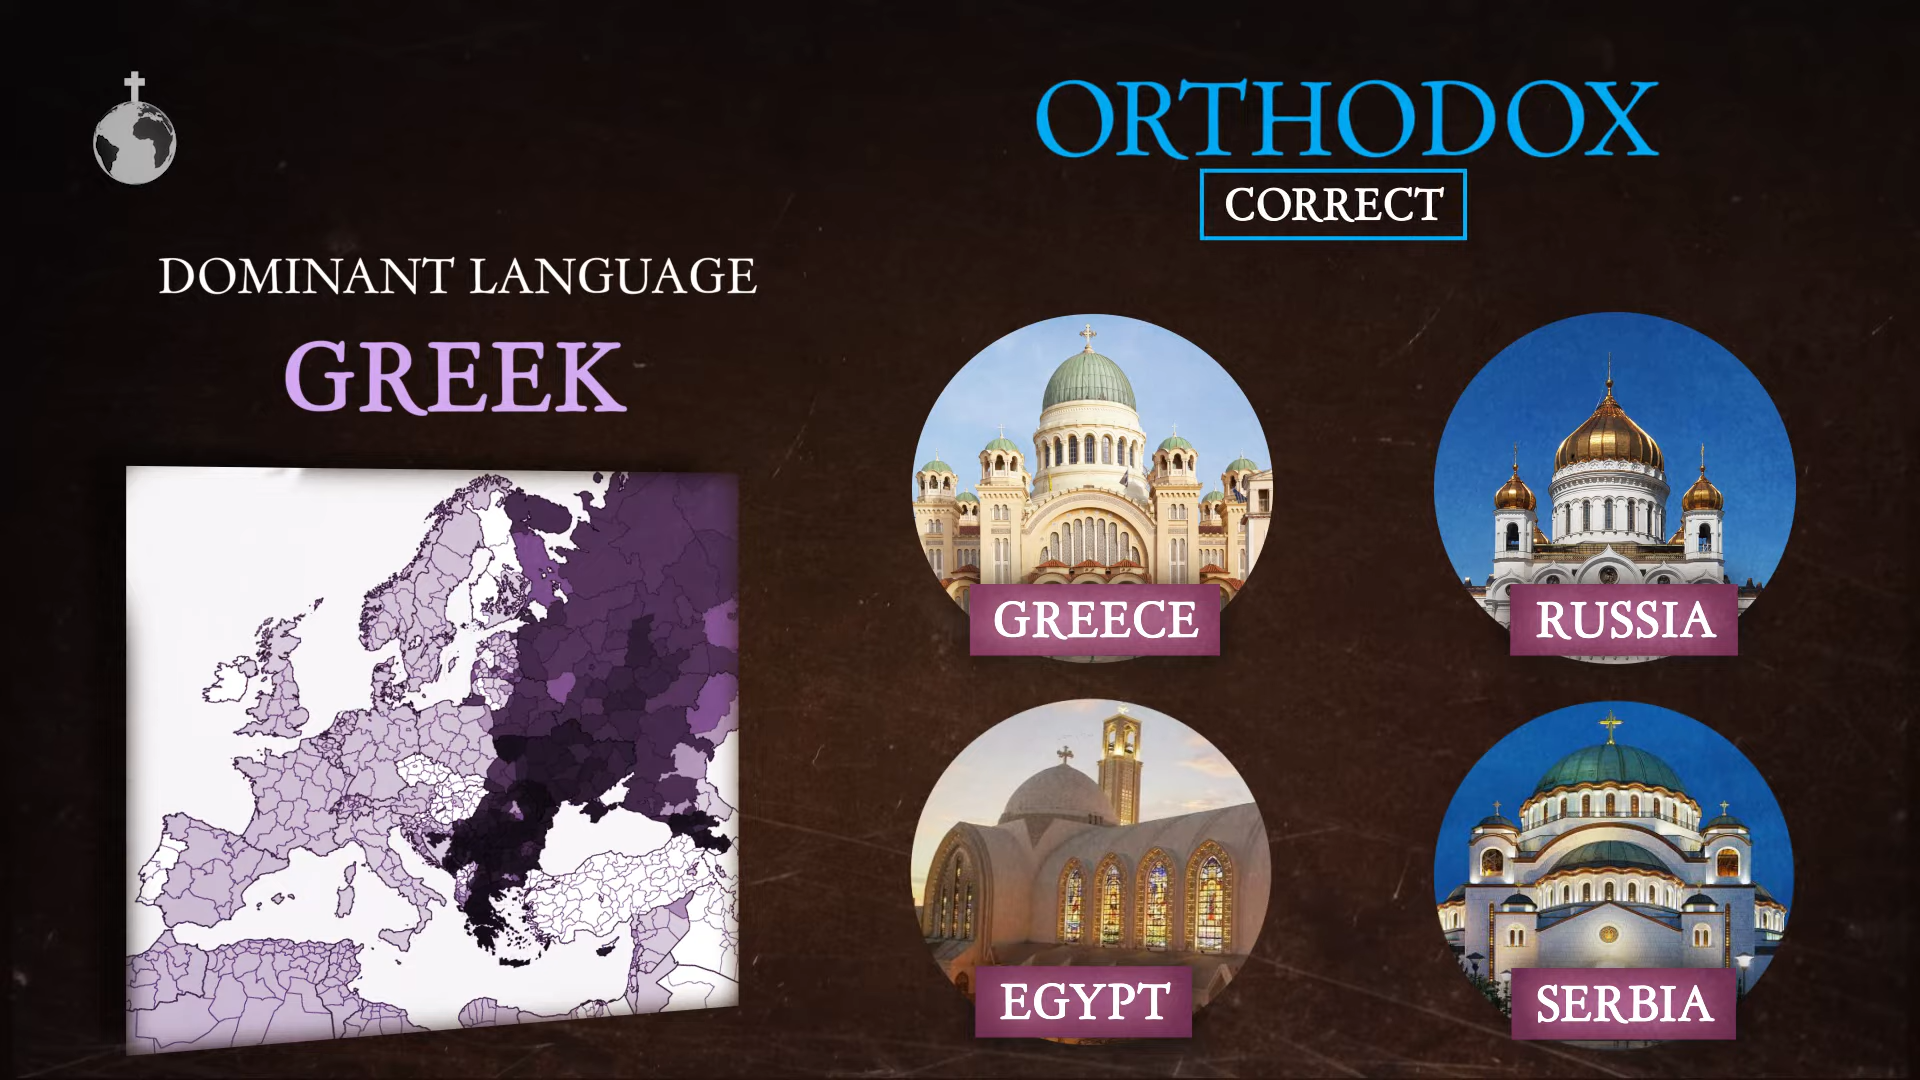 ORTHODOX
CORRECT
DOMINANT LANGUAGE
GREEK
GREECE
RUSSIA
EGYPT
SERBIA